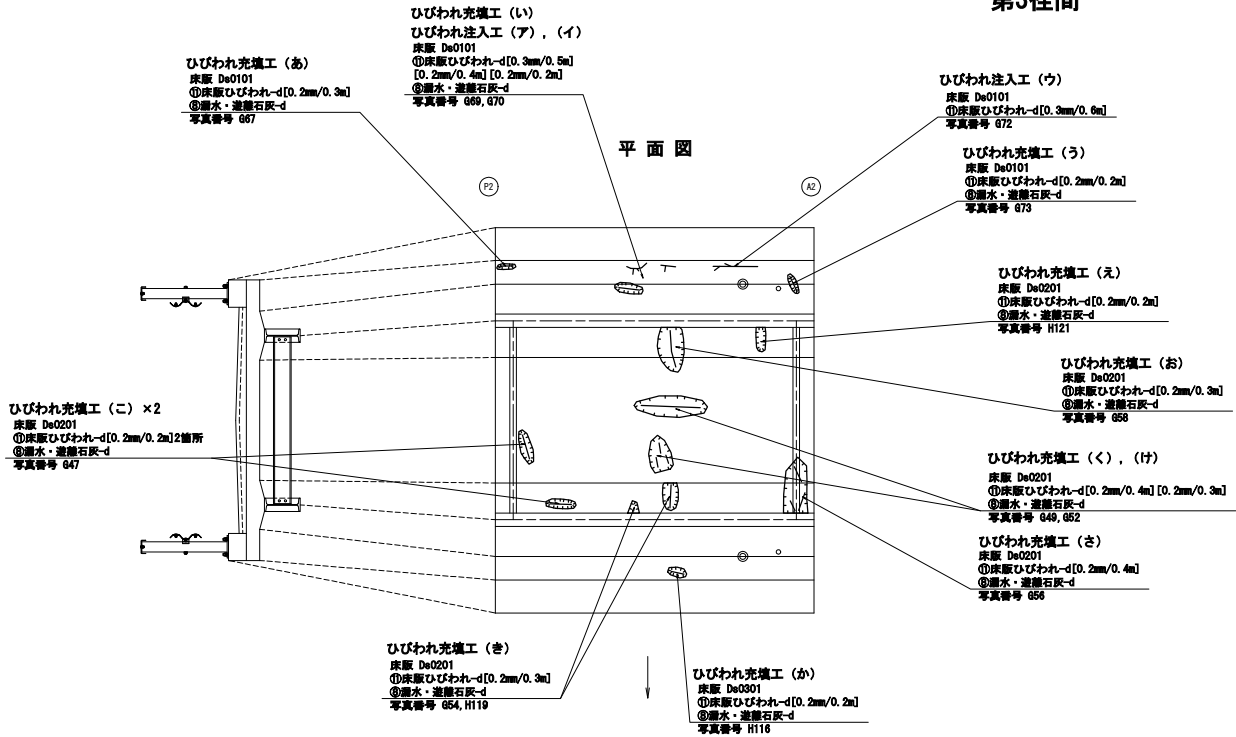 第3径間
ひびわれ充填工（い）
ひびわれ注入工（ア），（イ）
床版 Ds0101
⑪床版ひびわれ-d[0.3mm/0.5m]
[0.2mm/0.4m][0.2mm/0.2m]
⑧漏水・遊離石灰-d
写真番号 G69,G70
ひびわれ充填工（あ）
床版 Ds0101
⑪床版ひびわれ-d[0.2mm/0.3m]
⑧漏水・遊離石灰-d
写真番号 G67
ひびわれ注入工（ウ）
床版 Ds0101
⑪床版ひびわれ-d[0.3mm/0.6m]
写真番号 G72
平面図
P2
A2
ひびわれ充填工（う）
床版 Ds0101
⑪床版ひびわれ-d[0.2mm/0.2m]
⑧漏水・遊離石灰-d
写真番号 G73
ひびわれ充填工（え）
床版 Ds0201
⑪床版ひびわれ-d[0.2mm/0.2m]
⑧漏水・遊離石灰-d
写真番号 H121
ひびわれ充填工（お）
床版 Ds0201
⑪床版ひびわれ-d[0.2mm/0.3m]
⑧漏水・遊離石灰-d
写真番号 G58
ひびわれ充填工（こ）×2
床版 Ds0201
⑪床版ひびわれ-d[0.2mm/0.2m]2箇所
⑧漏水・遊離石灰-d
写真番号 G47
ひびわれ充填工（く），（け）
床版 Ds0201
⑪床版ひびわれ-d[0.2mm/0.4m][0.2mm/0.3m]
⑧漏水・遊離石灰-d
写真番号 G49,G52
ひびわれ充填工（さ）
床版 Ds0201
⑪床版ひびわれ-d[0.2mm/0.4m]
⑧漏水・遊離石灰-d
写真番号 G56
ひびわれ充填工（き）
床版 Ds0201
⑪床版ひびわれ-d[0.2mm/0.3m]
⑧漏水・遊離石灰-d
写真番号 G54,H119
ひびわれ充填工（か）
床版 Ds0301
⑪床版ひびわれ-d[0.2mm/0.2m]
⑧漏水・遊離石灰-d
写真番号 H116